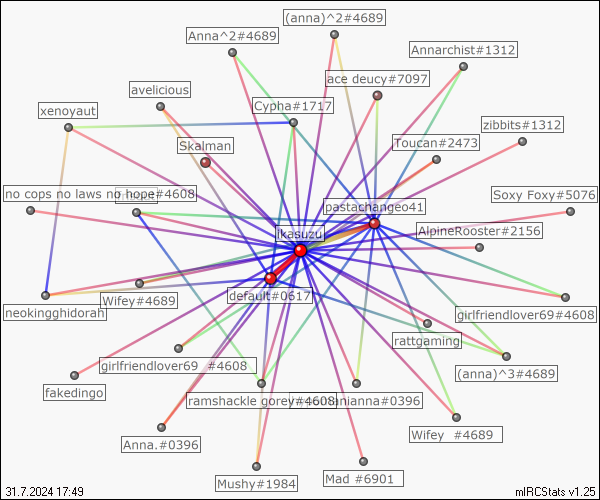 (anna)^2#4689
Anna^2#4689
Annarchist#1312
ace deucy#7097
avelicious
xenoyaut
Cypha#1717
zibbits#1312
Toucan#2473
Skalman
no cops no laws no hope
#4608
Soxy Foxy#5076
pastachange041
ikasuzu
AlpineRooster#2156
default#0617
Wifey#4689
neokingghidorah
girlfriendlover69#4608
rattgaming
girlfriendlover69 #4608
(anna)^3#4689
fakedingo
ramshackle gorey#4608
anianna#0396
Anna.#0396
Wifey #4689
Mushy#1984
Mad #6901
31.7.2024 17:49
mIRCStats v1.25